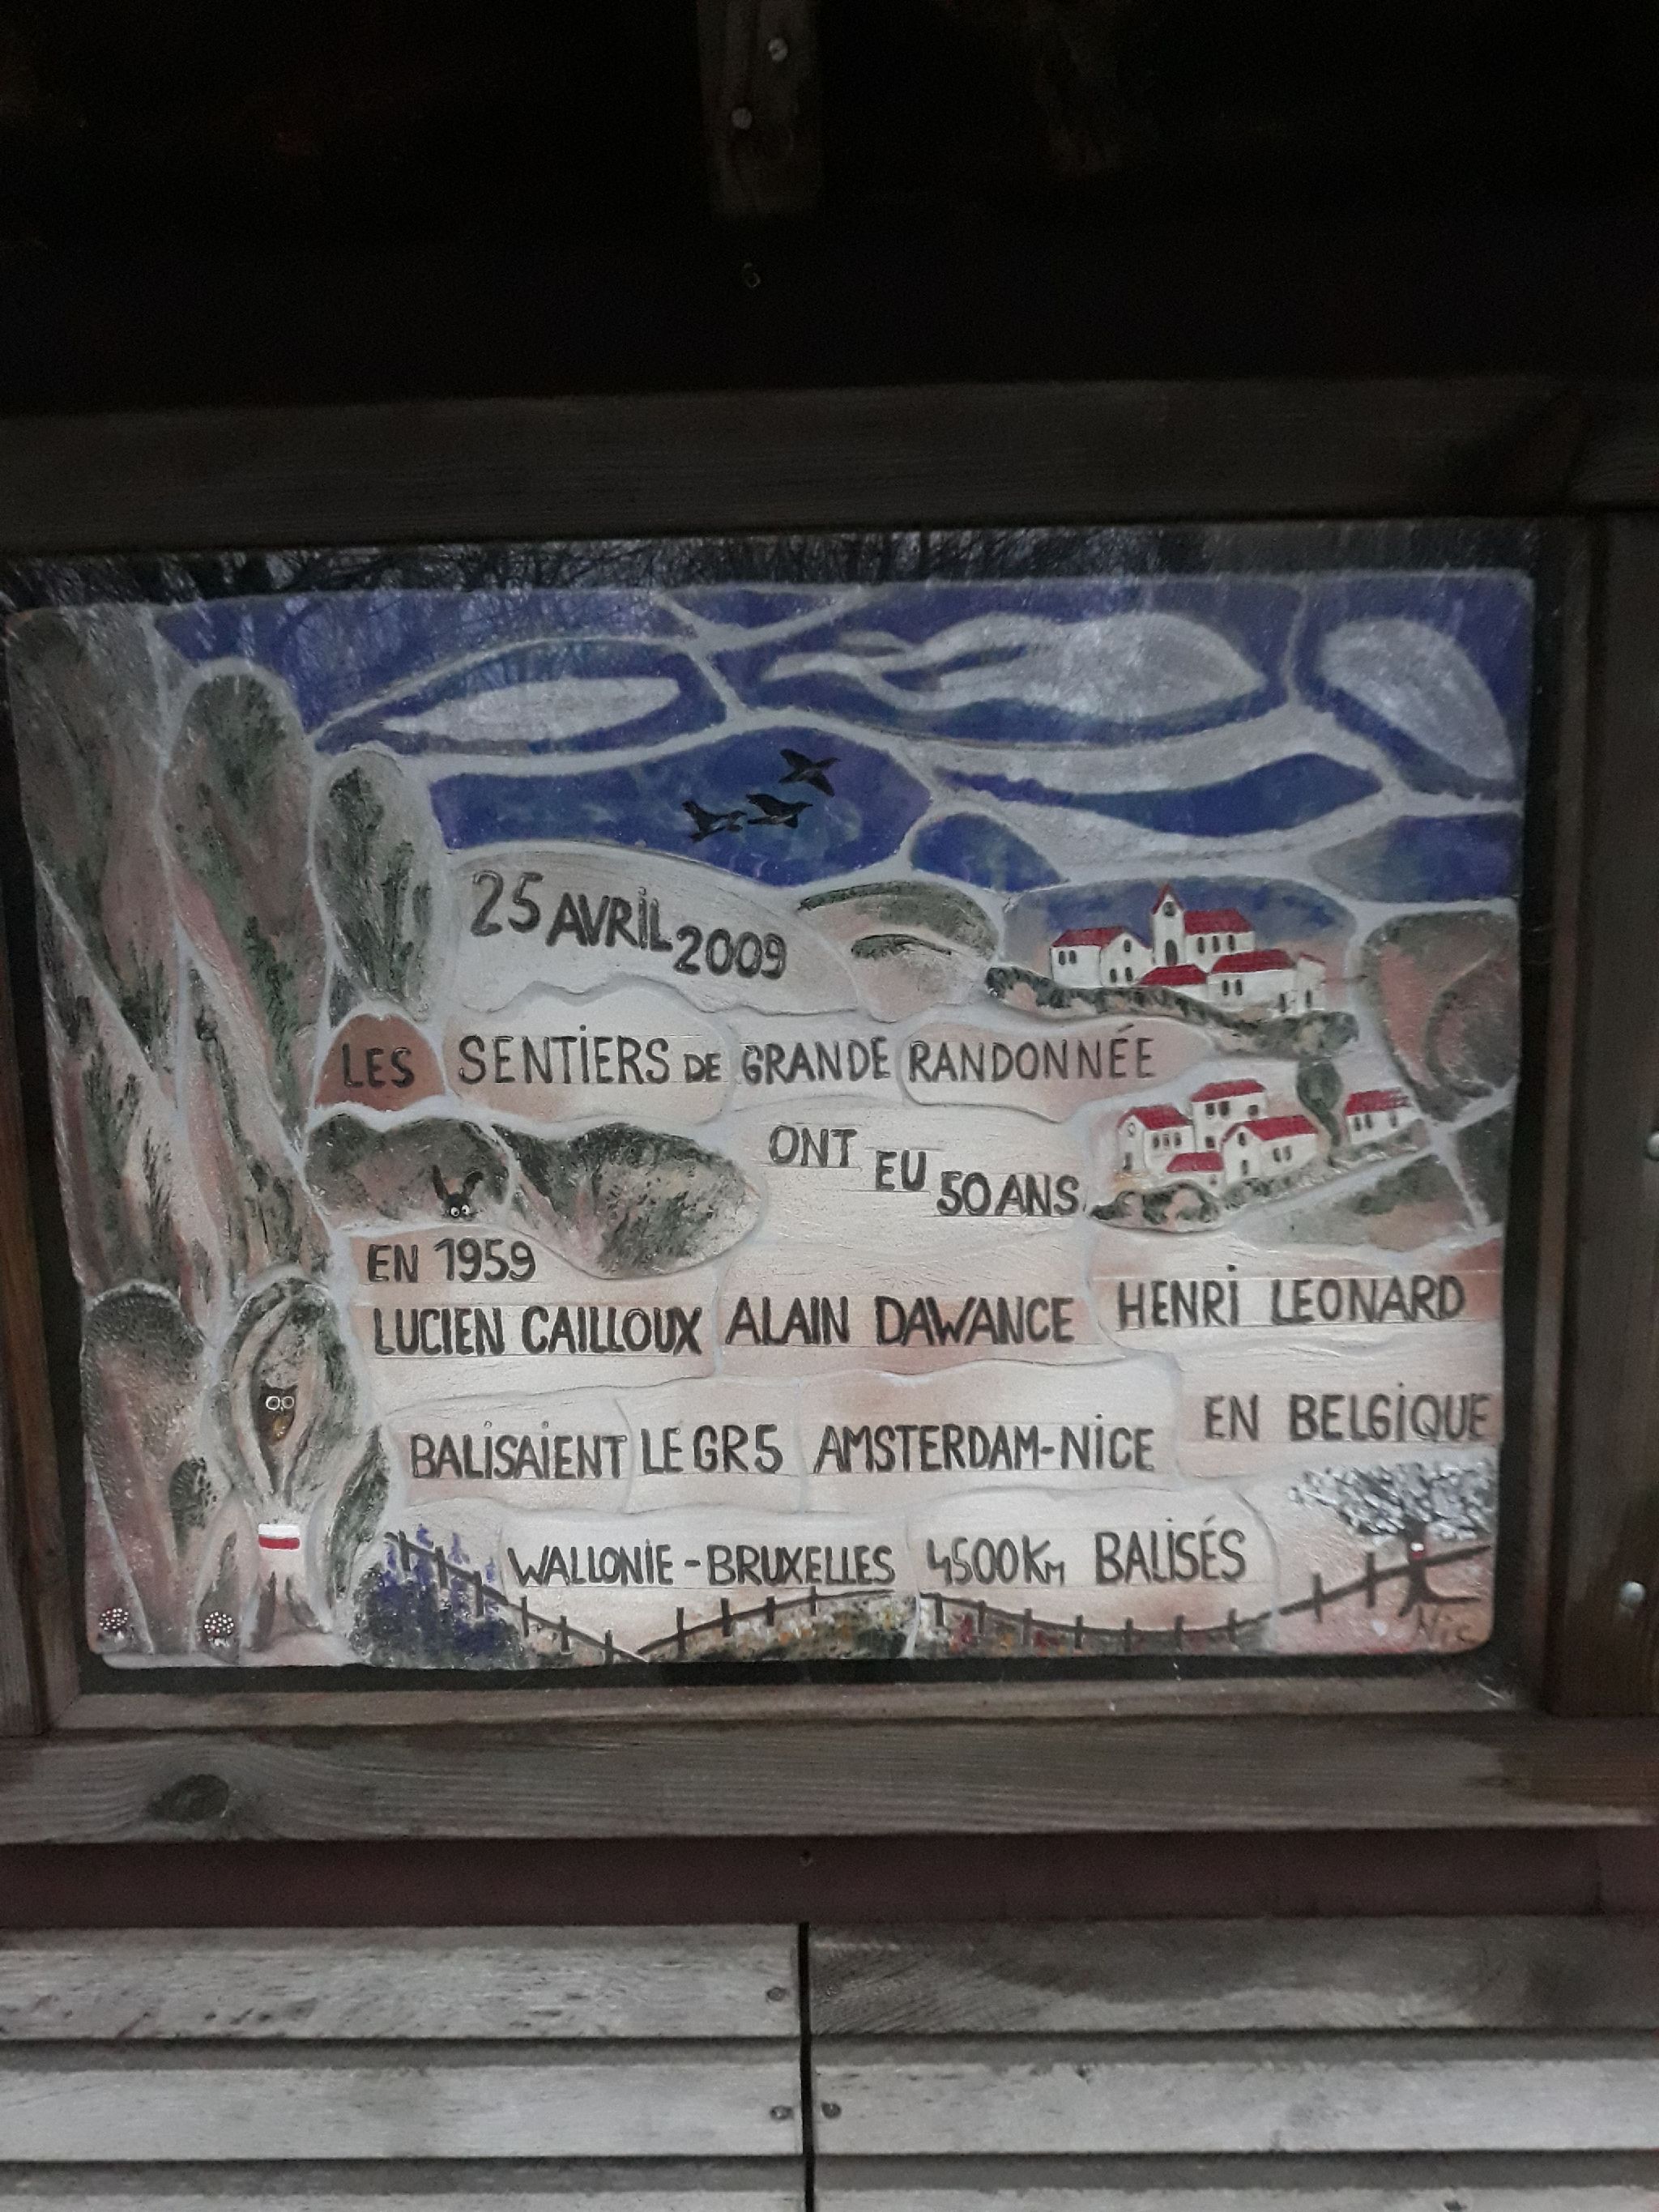 25 AVRIL 2009
LES SENTIERS DE GRANDE RANDONNÉE
ONT EU 50 ANS
EN 1959
LUCIEN CAILLOUX ALAIN DAWANCE HENRI LEONARD
BALISAIENT LE GR5 AMSTERDAM-NICE EN BELGIQUE
WALLONIE-BRUXELLES 4500KM BALISÉS